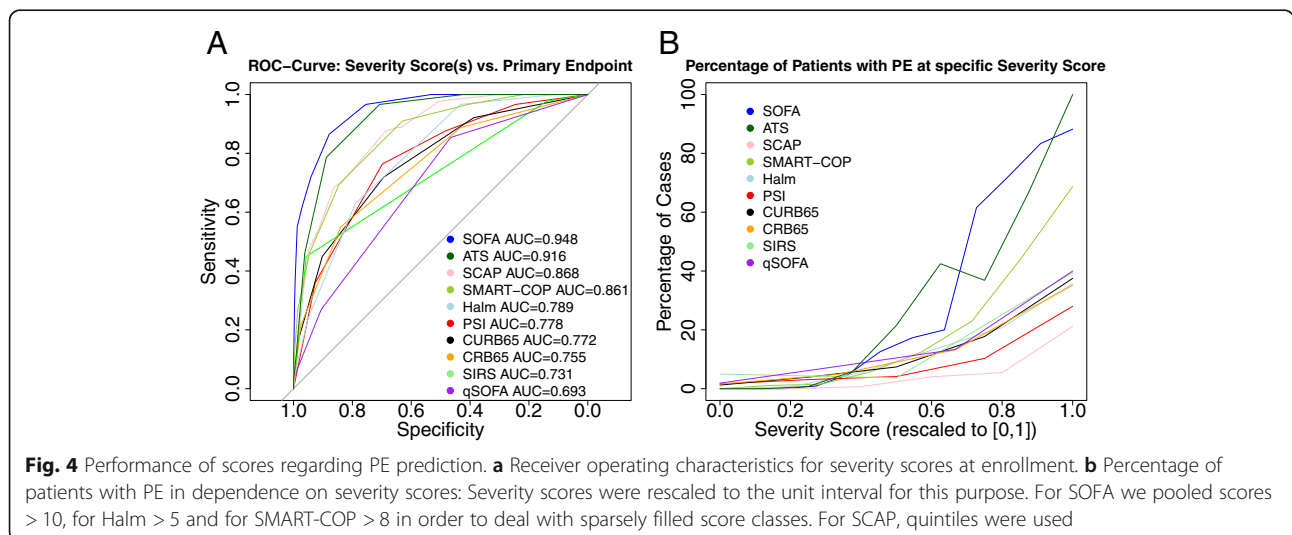 A
ROC−Curve: Severity Score(s) vs. Primary Endpoint
Sensitivity
1.0
0.8
0.6
0.4
0.2
0.0
SOFA AUC=0.948
ATS AUC=0.916
SCAP AUC=0.868
SMART−COP AUC=0.861
Halm AUC=0.789
PSI AUC=0.778
CURB65 AUC=0.772
CRB65 AUC=0.755
SIRS AUC=0.731
qSOFA AUC=0.693
1.0 0.8 0.6 0.4 0.2 0.0
Specificity
B
Percentage of Patients with PE at specific Severity Score
Percentage of Cases
100
80
60
40
20
0
SOFA
ATS
SCAP
SMART−COP
Halm
PSI
CURB65
CRB65
SIRS
qSOFA
0.0 0.2 0.4 0.6 0.8 1.0
Severity Score (rescaled to [0,1])
Fig. 4 Performance of scores regarding PE prediction. a Receiver operating characteristics for severity scores at enrollment. b Percentage of
patients with PE in dependence on severity scores: Severity scores were rescaled to the unit interval for this purpose. For SOFA we pooled scores
> 10, for Halm > 5 and for SMART-COP > 8 in order to deal with sparsely filled score classes. For SCAP, quintiles were used